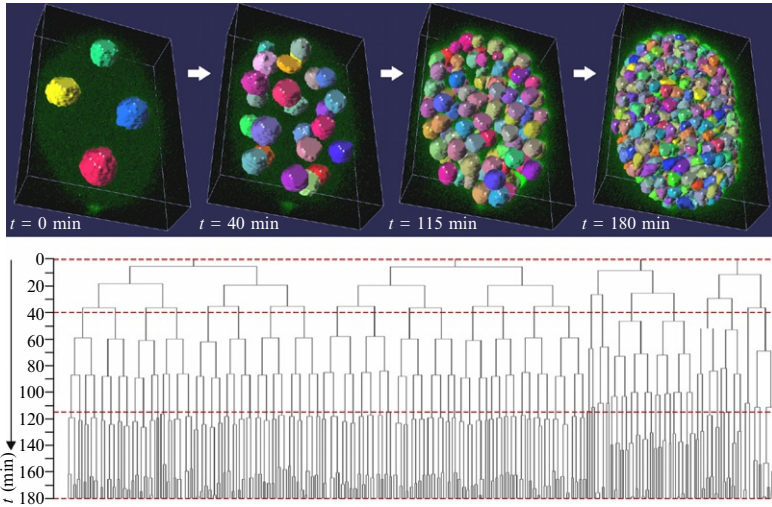 t = 0 min
t = 40 min
t = 115 min
t = 180 min
0
20
40
60
80
100
120
140
160
180
t (min)